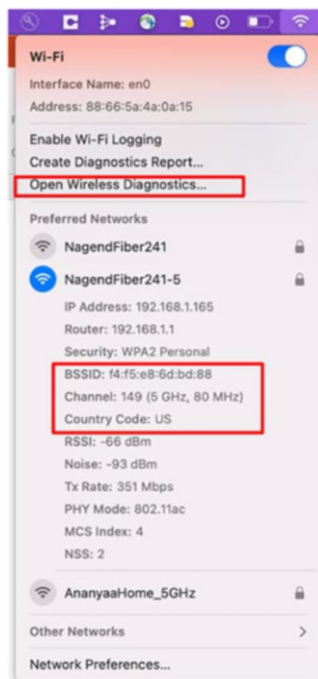 Wi-Fi
Interface Name: en0
Address: 88:66:5a:4a:0a:15
Enable Wi-Fi Logging
Create Diagnostics Report...
Open Wireless Diagnostics...
Preferred Networks
NagendFiber241
NagendFiber241-5
IP Address: 192.168.1.165
Router: 192.168.1.1
Security: WPA2 Personal
BSSID: f4:f5:e8:6d:bd:88
Channel: 149 (5 GHz, 80 MHz)
Country Code: US
RSSI: -66 dBm
Noise: -93 dBm
Tx Rate: 351 Mbps
PHY Mode: 802.11ac
MCS Index: 4
NSS: 2
AnanyaaHome_5GHz
Other Networks
Network Preferences...